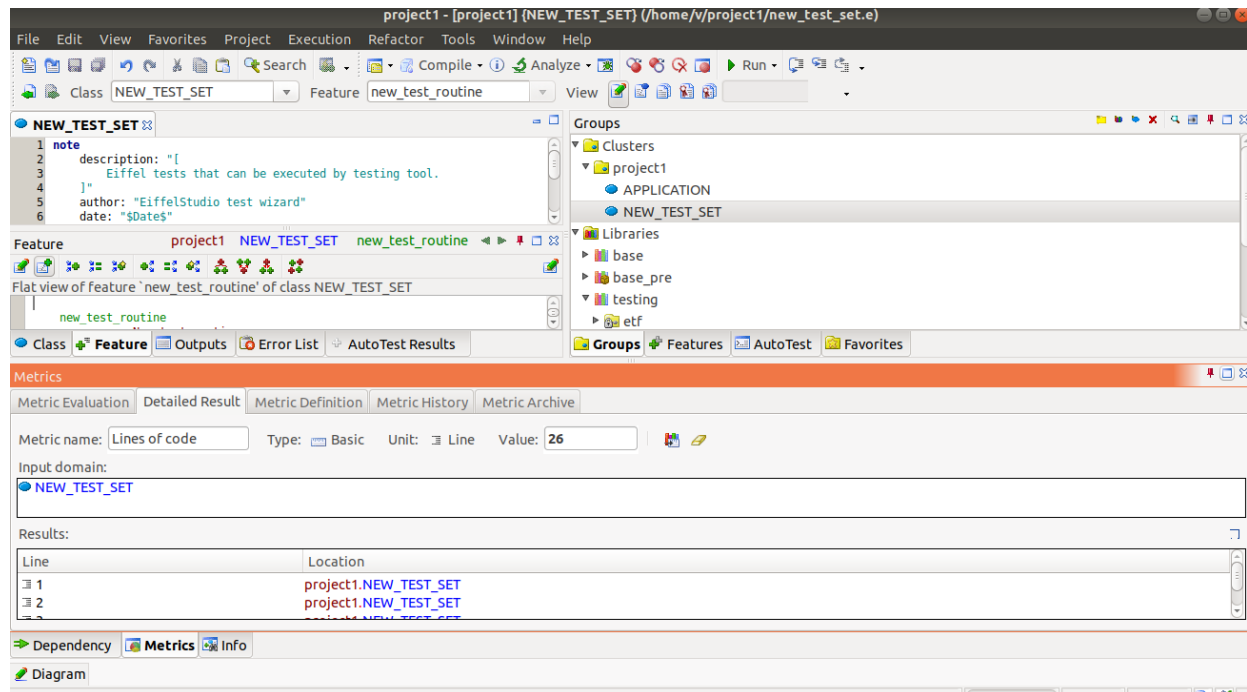 project1 - [project1] {NEW_TEST_SET} (/home/v/project1/new_test_set.e)
File Edit View Favorites Project Execution Refactor Tools Window Help
Search Compile Analyze Run
Class NEW_TEST_SET Feature new_test_routine View
NEW_TEST_SET
1 note
2 description: "[
3 Eiffel tests that can be executed by testing tool.
4 ]"
5 author: "EiffelStudio test wizard"
6 date: "$Date$"
Feature project1 NEW_TEST_SET new_test_routine
Flat view of feature `new_test_routine' of class NEW_TEST_SET
new_test_routine
Class Feature Outputs Error List AutoTest Results
Groups
Clusters
project1
APPLICATION
NEW_TEST_SET
Libraries
base
base_pre
testing
etf
Groups Features AutoTest Favorites
Metrics
Metric Evaluation Detailed Result Metric Definition Metric History Metric Archive
Metric name: Lines of code Type: Basic Unit: Line Value: 26
Input domain:
NEW_TEST_SET
Results:
Line Location
1 project1.NEW_TEST_SET
2 project1.NEW_TEST_SET
Dependency Metrics Info
Diagram